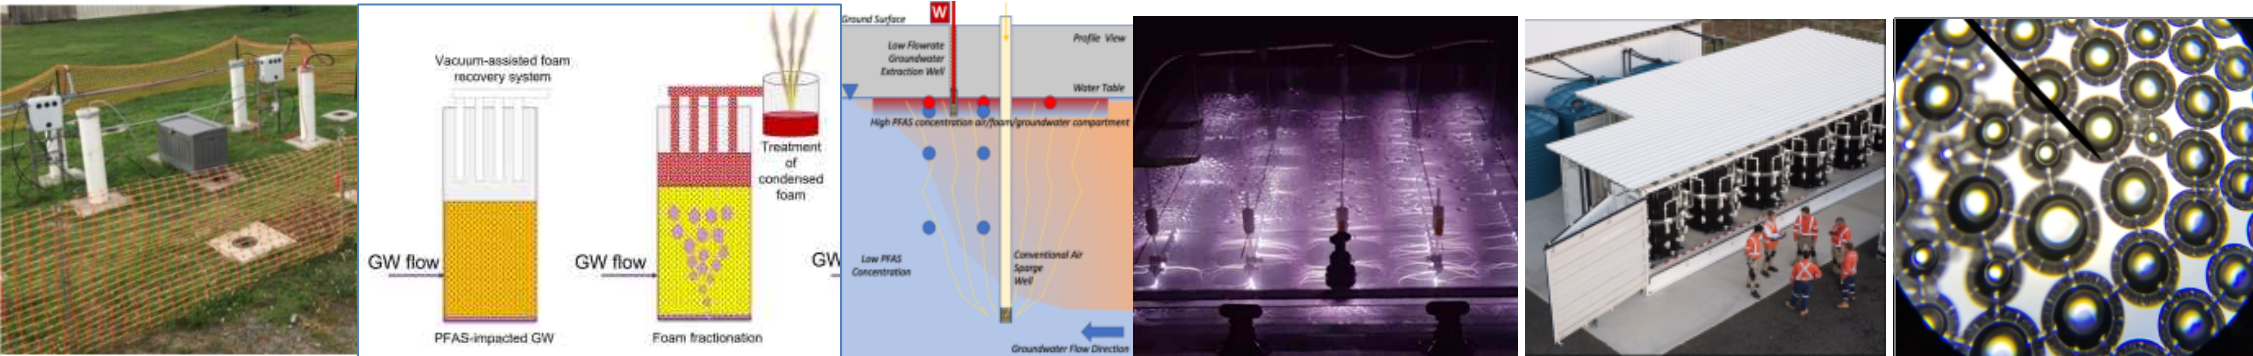 Vacuum-assisted foam
recovery system
GW flow
PFAS-impacted GW
GW flow
Treatment
of
condensed
foam
Foam fractionation
GW
W
Ground Surface
Profile View
Low Flowrate
Groundwater
Extraction Well
Water Table
High PFAS concentration air/foam/groundwater compartment
Low PFAS
Concentration
Conventional Air
Sparge
Well
Groundwater Flow Direction